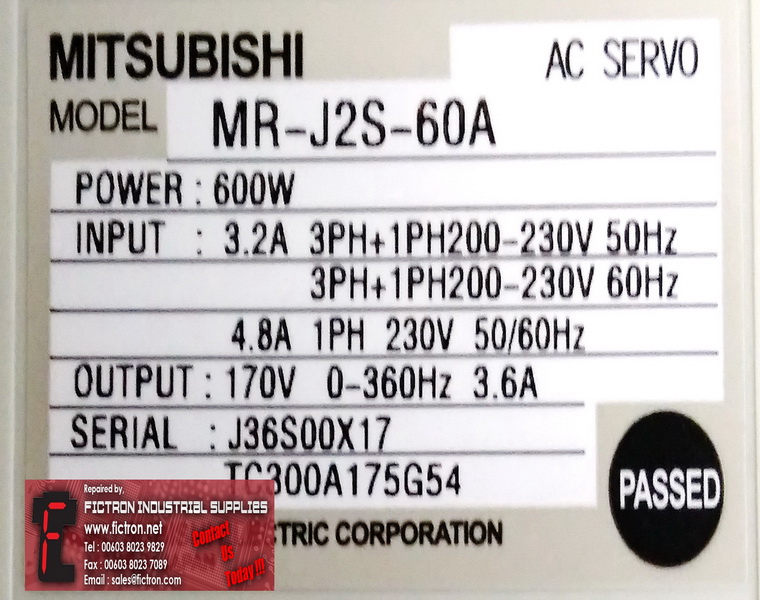 MITSUBISHI AC SERVO
MODEL MR-J2S-60A
POWER : 600W
INPUT : 3.2A 3PH+1PH200-230V 50Hz
3PH+1PH200-230V 60Hz
4.8A 1PH 230V 50/60Hz
OUTPUT : 170V 0-360Hz 3.6A
SERIAL : J36S00X17
TC300A175G54
PASSED
CTRIC CORPORATION
Repaired by,
FICTRON INDUSTRIAL SUPPLIES
www.fictron.net
Tel : 00603 8023 9829
Fax : 00603 8023 7089
Email : sales@fictron.com
Contact
Us
Today !!!